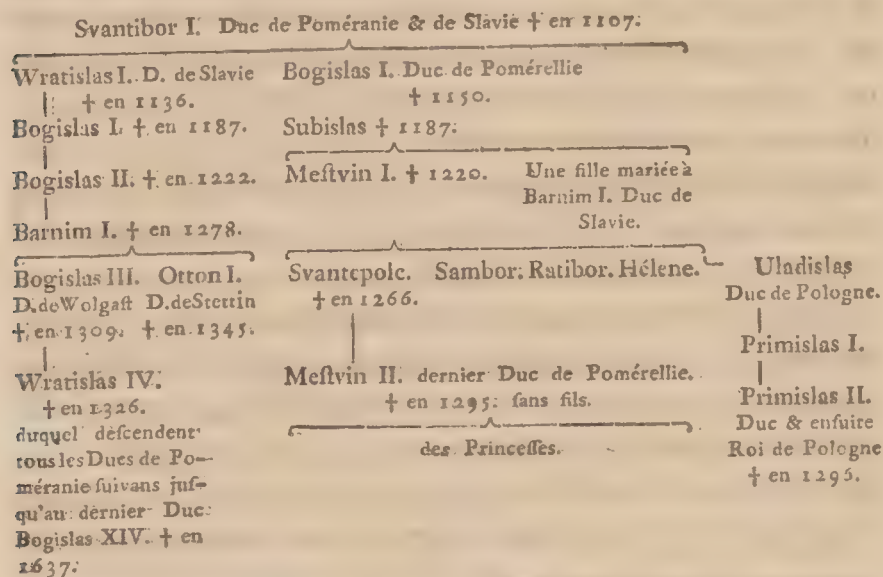 Svantibor I. Duc de Poméranie & de Slavie † en 1107.
Wratislas I. D. de Slavie
† en 1136.
Bogislas I. † en 1187.
Bogislas II. † en 1222.
Barnim I. † en 1278.
Bogislas III. Otton I.
D. de Wolgaſt D. de Stettin
† en 1309. † en 1345.
Wratislas IV.
† en 1326.
duquel deſcendent
tous les Ducs de Po-
méranie ſuivans juſ-
qu'au dernier Duc
Bogislas XIV. † en
1637.
Bogislas I. Duc de Pomérellie
† 1150.
Subislas † 1187.
Meſtvin I. † 1220.
Une fille mariée à
Barnim I. Duc de
Slavie.
Svantepolc. Sambor. Ratibor. Hélene.
† en 1266.
Meſtvin II. dernier Duc de Pomérellie.
† en 1295. ſans fils.
des Princeſſes.
Uladislas
Duc de Pologne.
Primislas I.
Primislas II.
Duc & enſuite
Roi de Pologne
† en 1296.